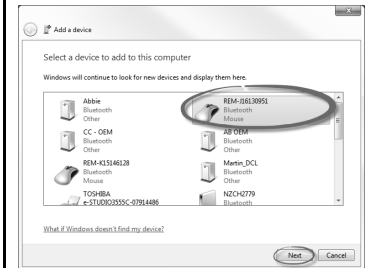 Add a device
Select a device to add to this computer
Windows will continue to look for new devices and display them here.
Abbie
Bluetooth
Other
REM-J16130951
Bluetooth
Mouse
CC - OEM
Bluetooth
Other
AB OEM
Bluetooth
Other
REM-K15146128
Bluetooth
Mouse
Martin_DCL
Bluetooth
Other
TOSHIBA
e-STUDIO3555C-07914486
NZCH2779
Bluetooth
What if Windows doesn't find my device?
Next
Cancel